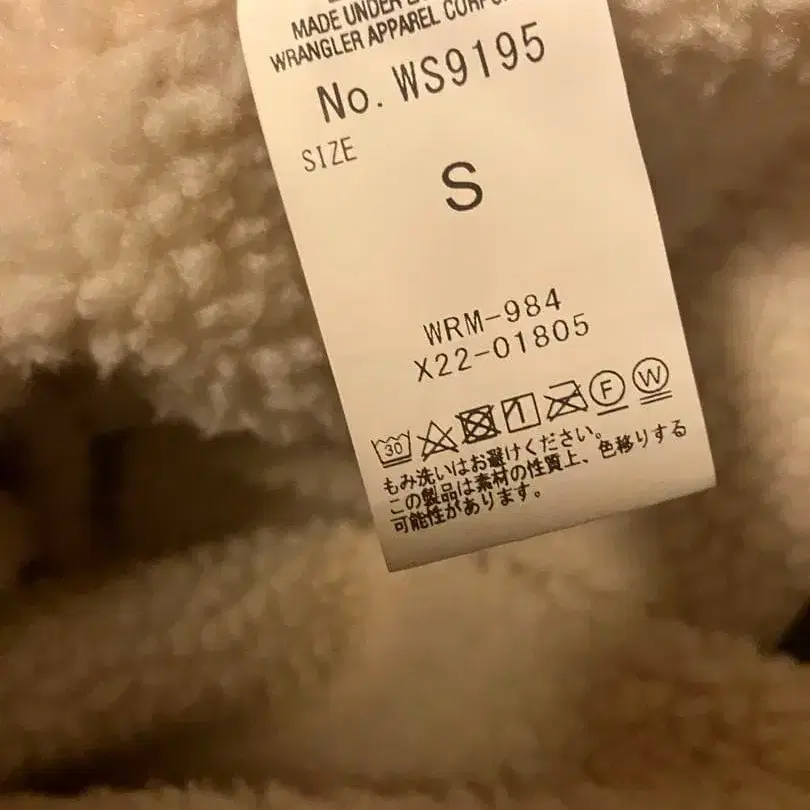 MADE UNDER
WRANGLER APPAREL CORPOR
No. WS9195
SIZE
S
WRM-984
X22-01805
30 F W
もみ洗いはお避けください。
この製品は素材の性質上、色移りする
可能性があります。